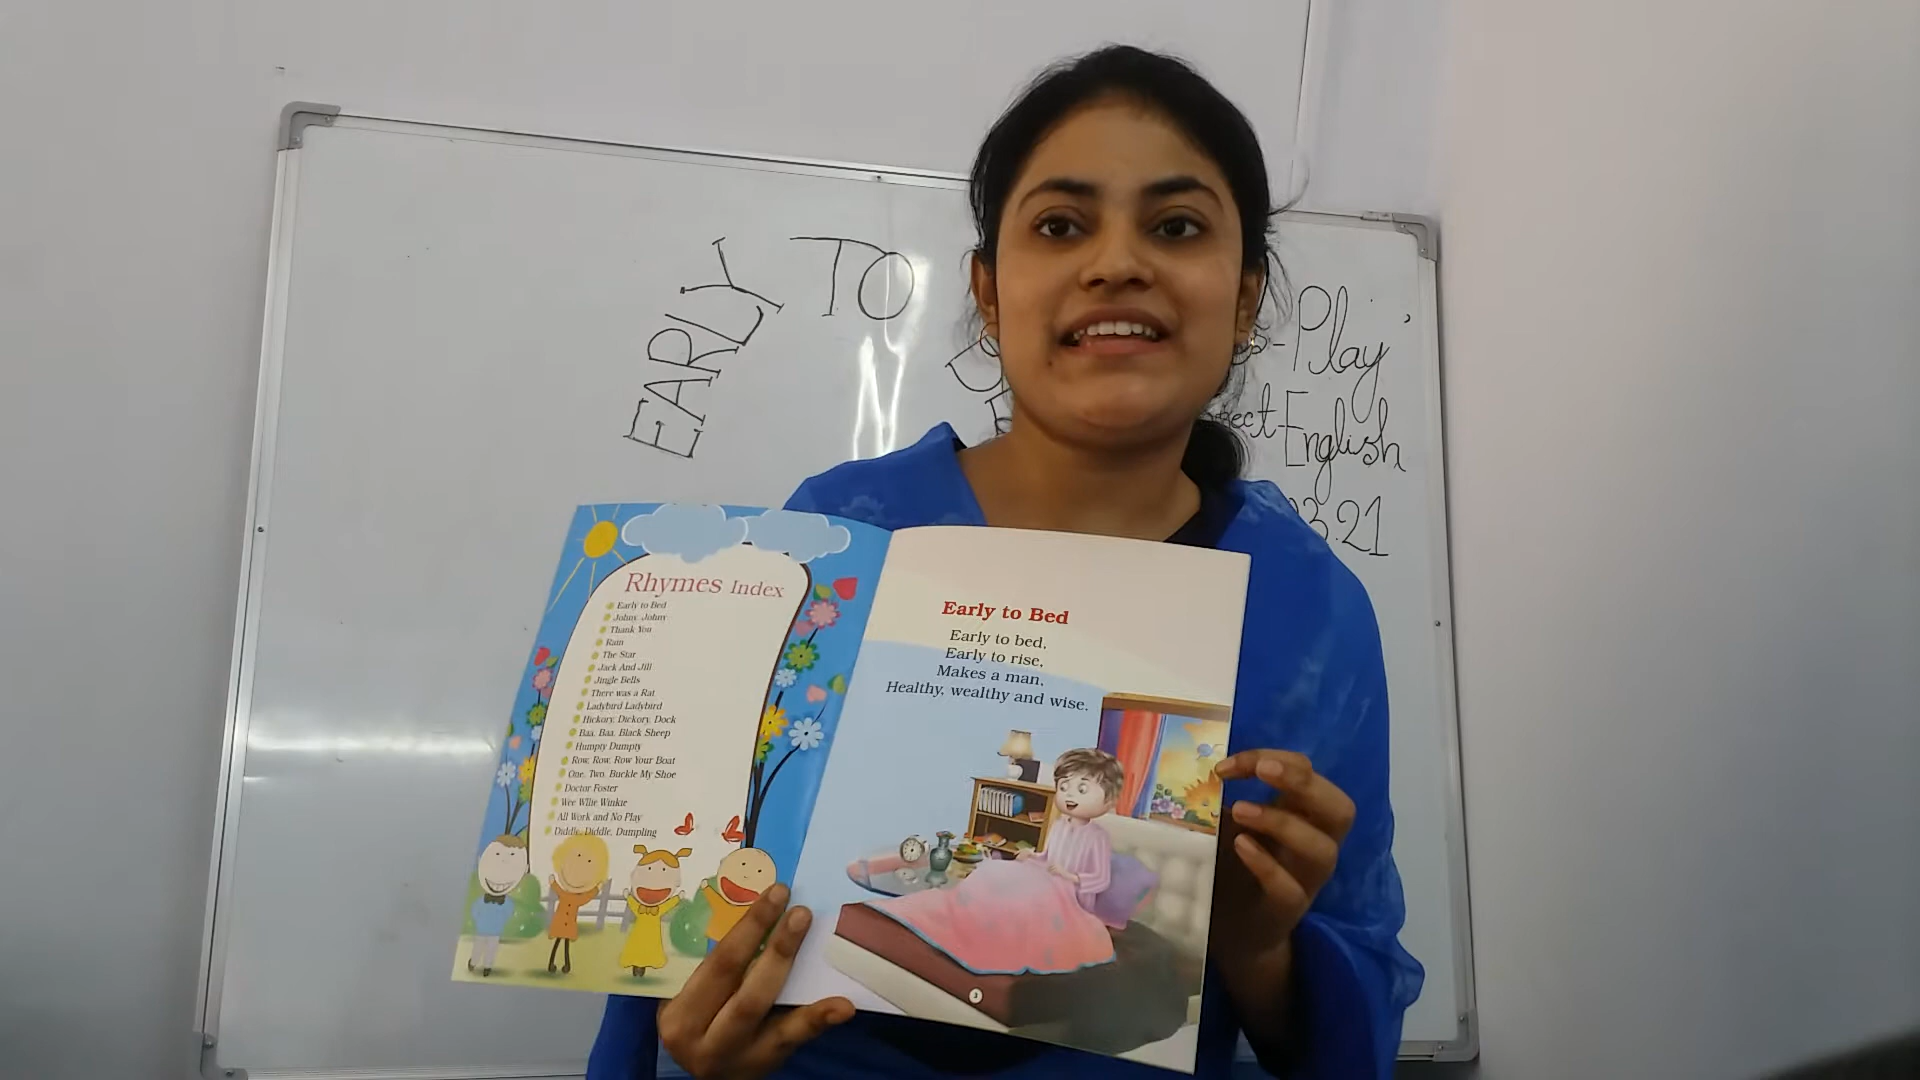 EARLY TO
Play
English
3.21
Rhymes Index
Early to Bed
Johny, Johny
Thank You
Rain
The Star
Jack And Jill
Jingle Bells
There was a Rat
Ladybird Ladybird
Hickory, Dickory, Dock
Baa, Baa, Black Sheep
Humpty Dumpty
Row, Row, Row Your Boat
One, Two, Buckle My Shoe
Doctor Foster
Wee Wllie Winkie
All Work and No Play
Diddle, Diddle, Dumpling
Early to Bed
Early to bed,
Early to rise,
Makes a man,
Healthy, wealthy and wise.
3